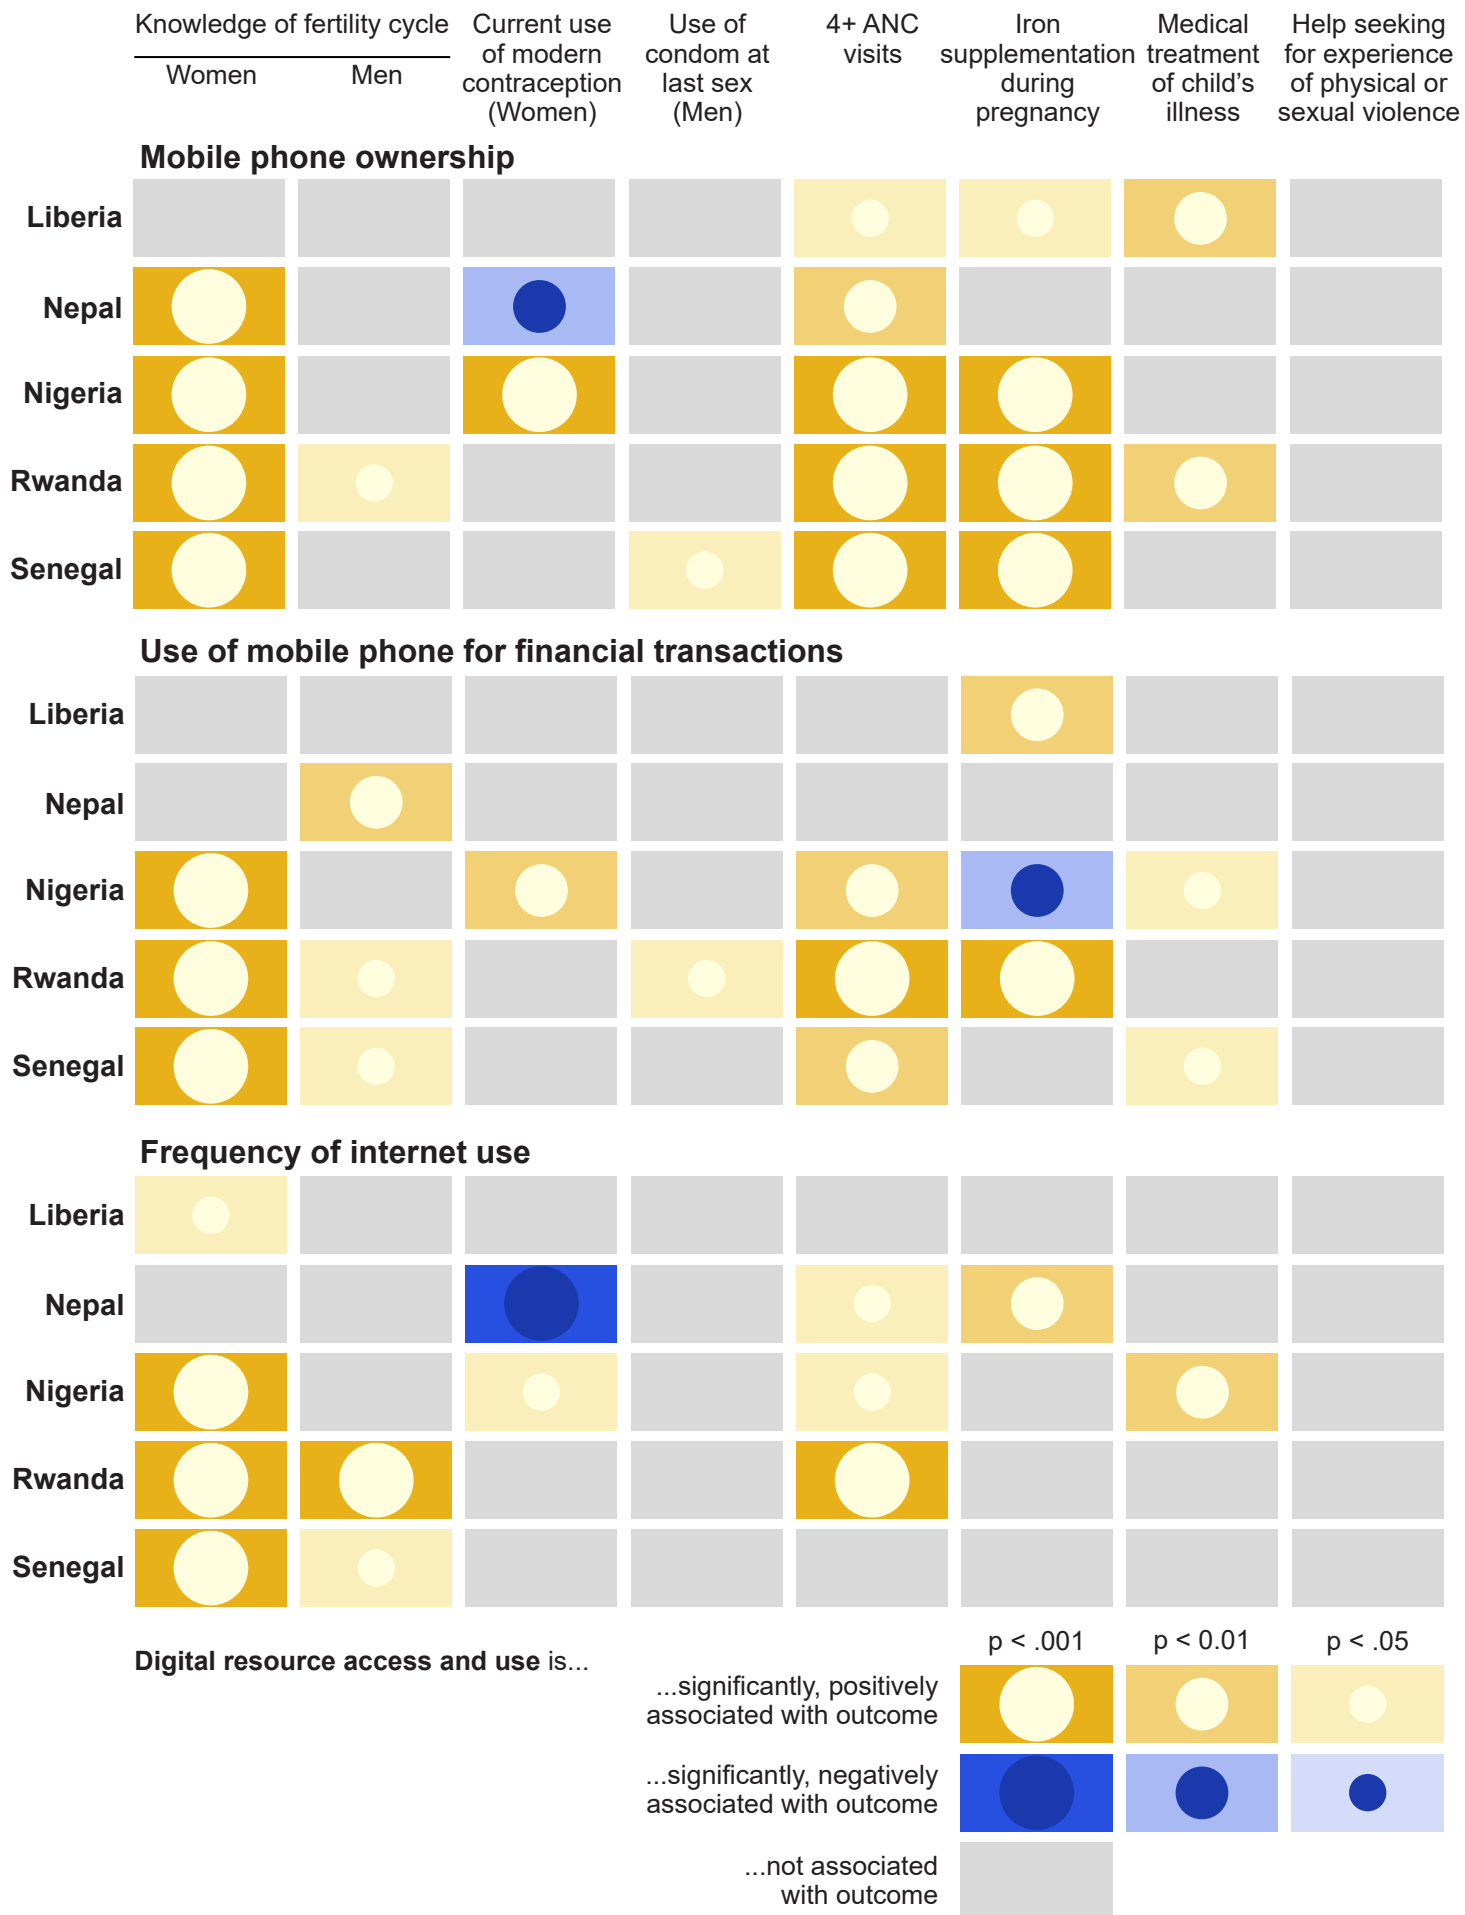 Knowledge of fertility cycle
Women
Men
Current use
of modern
contraception
(Women)
Use of
condom at
last sex
(Men)
4+ ANC
visits
Iron
supplementation
during
pregnancy
Medical
treatment
of child's
illness
Help seeking
for experience
of physical or
sexual violence
Mobile phone ownership
Liberia
Nepal
Nigeria
Rwanda
Senegal
Use of mobile phone for financial transactions
Liberia
Nepal
Nigeria
Rwanda
Senegal
Frequency of internet use
Liberia
Nepal
Nigeria
Rwanda
Senegal
Digital resource access and use is...
p < .001
p < 0.01
p < .05
...significantly, positively
associated with outcome
...significantly, negatively
associated with outcome
...not associated
with outcome